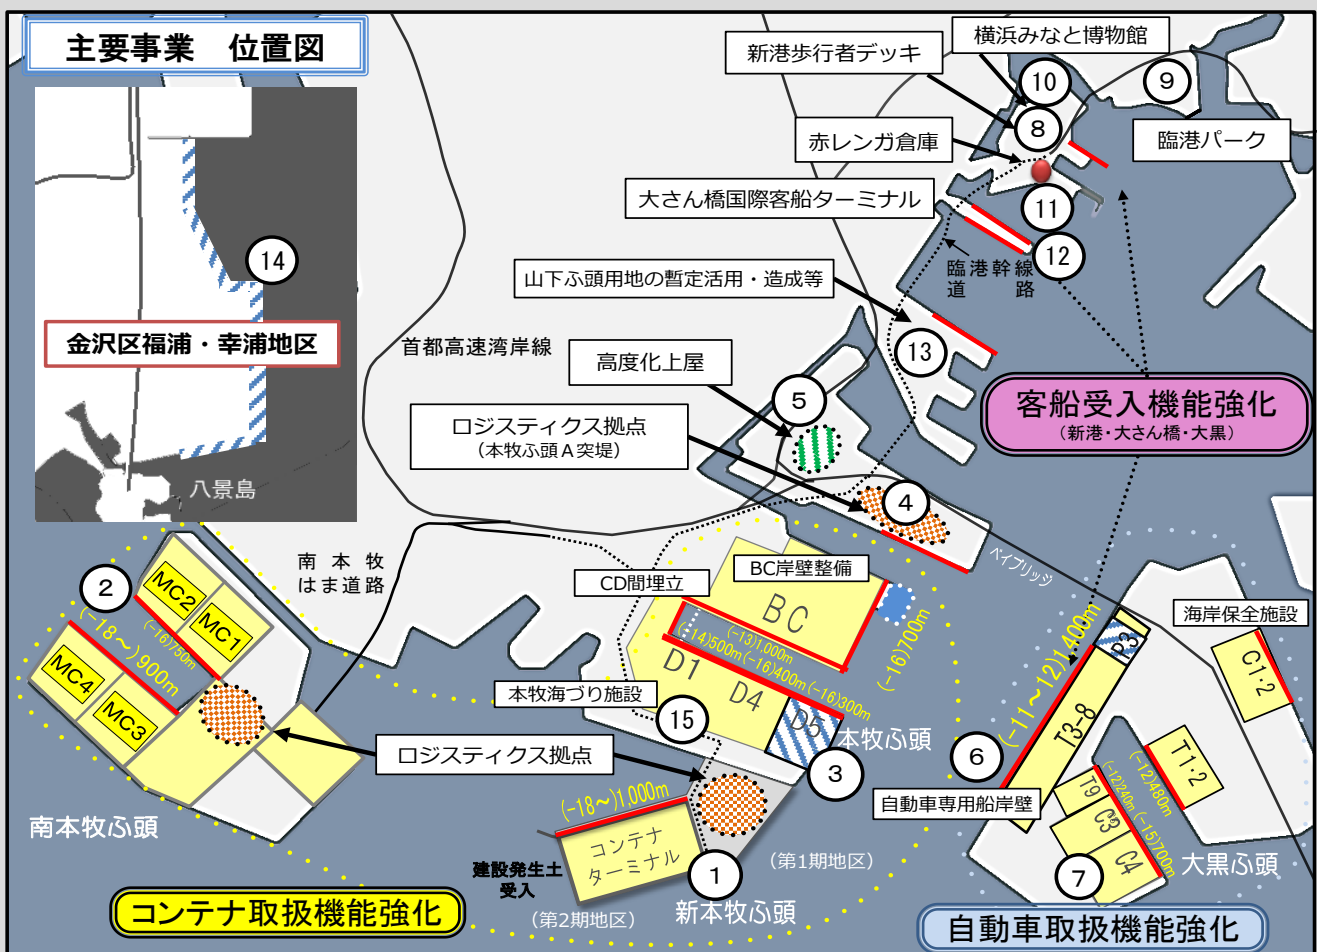 主要事業　位置図
横浜みなと博物館
新港歩行者デッキ
⑩
⑨
⑧
臨港パーク
赤レンガ倉庫
大さん橋国際客船ターミナル
⑪
⑫
臨港幹線
道路
⑭
山下ふ頭用地の暫定活用・造成等
金沢区福浦・幸浦地区
首都高速湾岸線
⑬
高度化上屋
⑤
客船受入機能強化
（新港・大さん橋・大黒）
ロジスティクス拠点
（本牧ふ頭Ａ突堤）
八景島
④
ベイブリッジ
南本牧
はま道路
CD間埋立
BC岸壁整備
②
MC2
MC1
(-16)750m
(-18～)900m
MC4
MC3
BC
(-13)1,000m
(-14)500m(-16)400m(-16)300m
(-16)700m
D1
D4
D5
本牧ふ頭
(-11～-12)1,400m
P3
海岸保全施設
C1・2
本牧海づり施設
⑮
③
⑥
T3-8
T1・2
(-12)480m
ロジスティクス拠点
自動車専用船岸壁
T9
(-12)240m(-15)700m
C3
C4
(-18～)1,000m
コンテナ
ターミナル
南本牧ふ頭
建設発生土
受入
（第1期地区）
①
⑦
大黒ふ頭
（第2期地区）
新本牧ふ頭
コンテナ取扱機能強化
自動車取扱機能強化